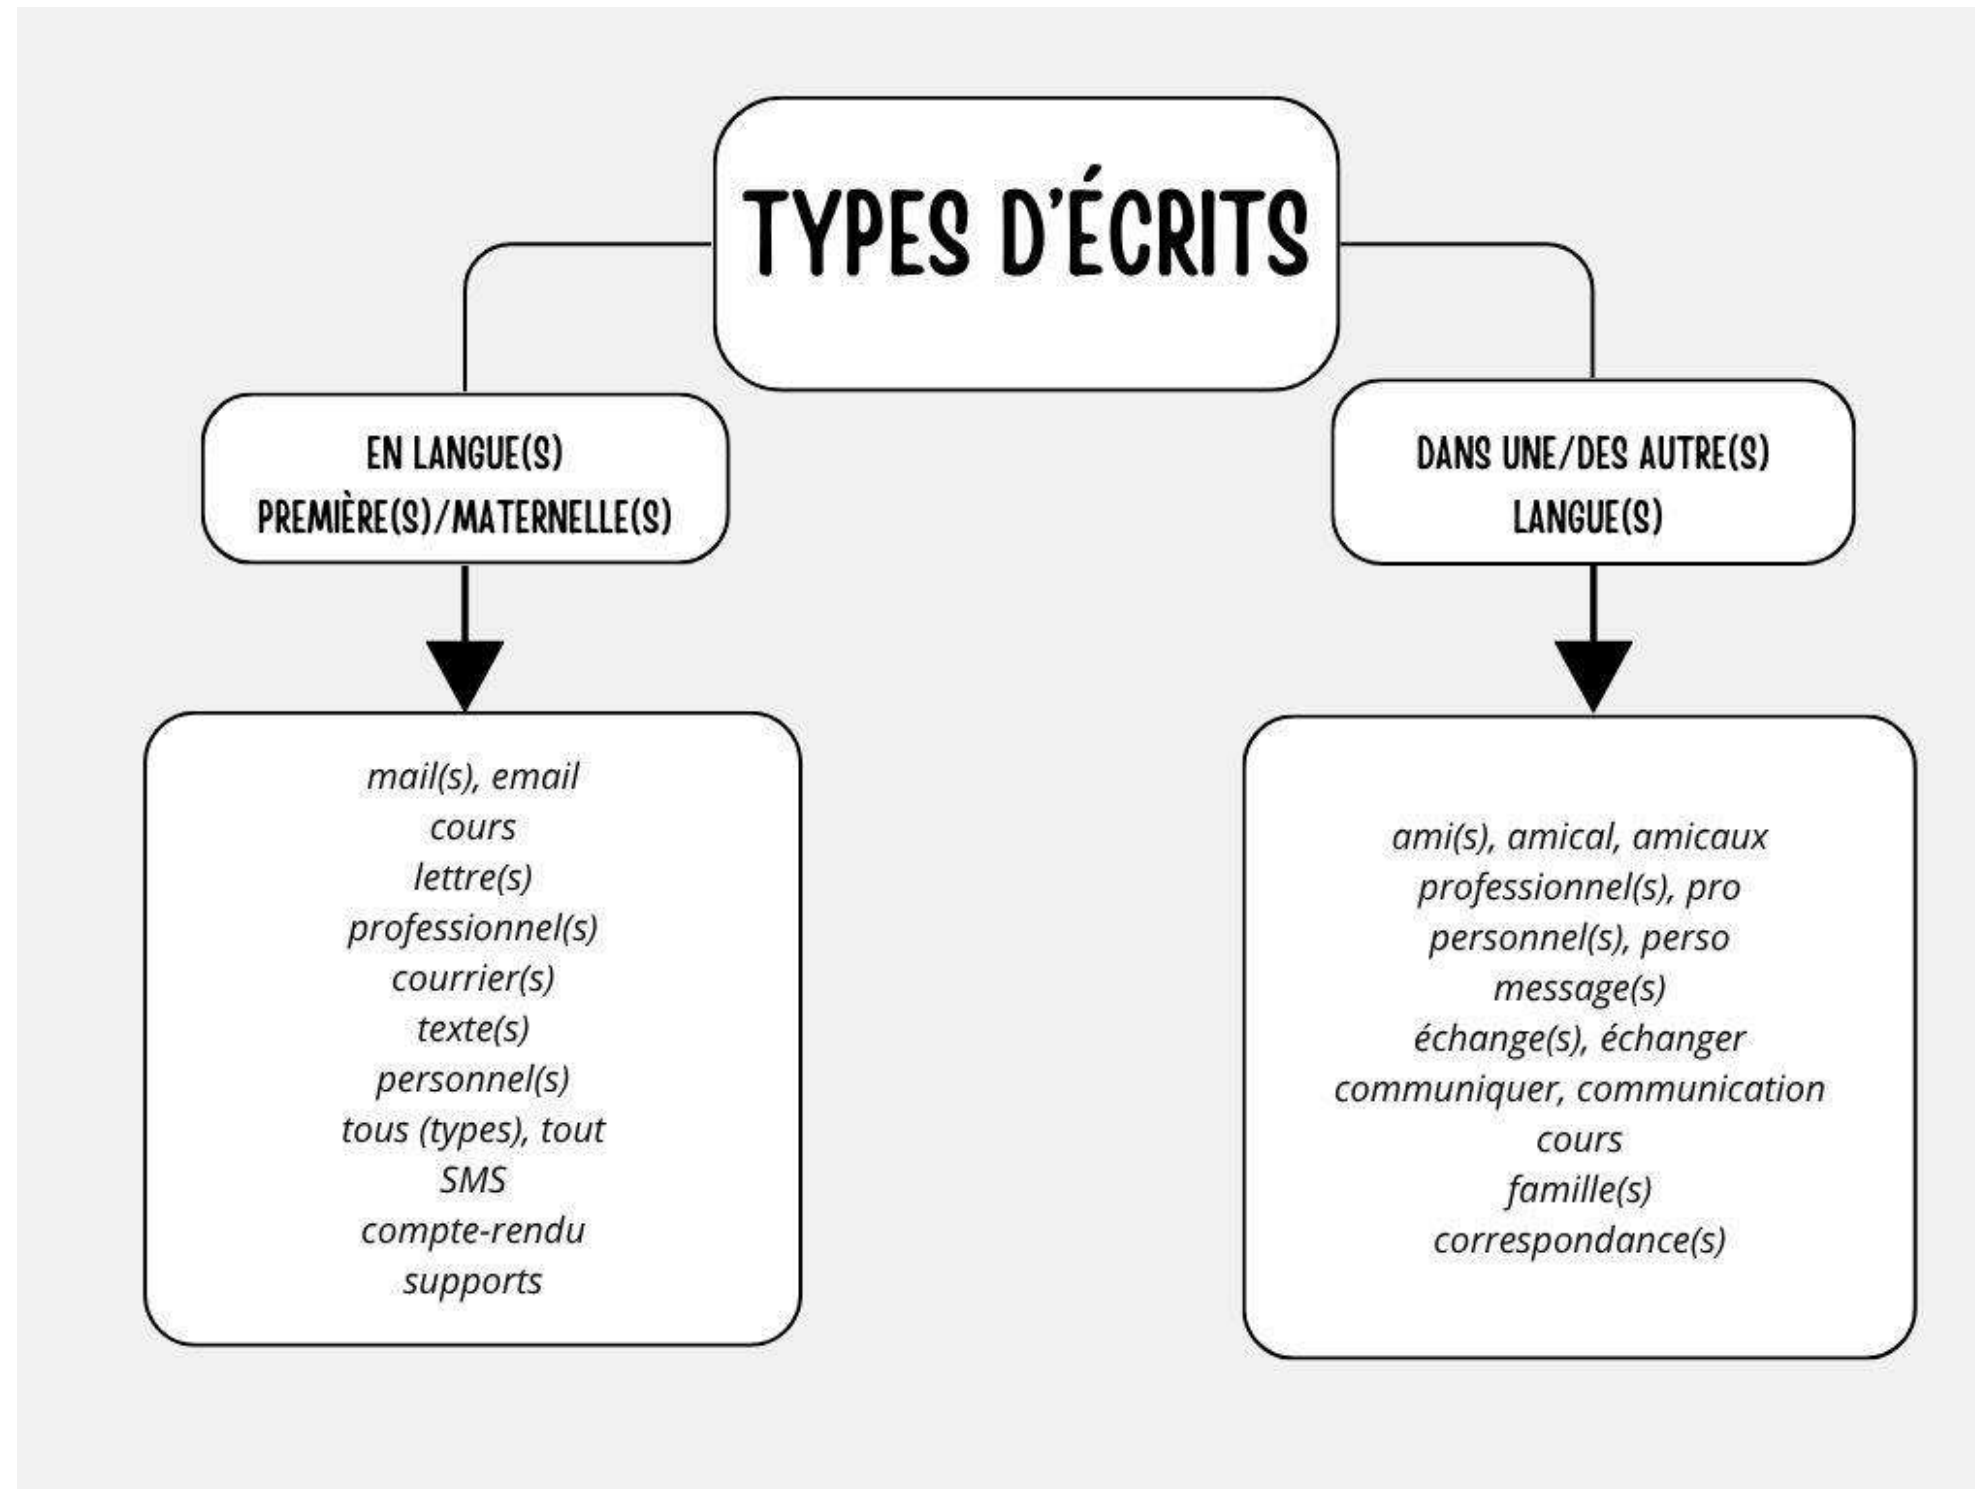 TYPES D'ÉCRITS
EN LANGUE(S)
PREMIÈRE(S)/MATERNELLE(S)
mail(s), email
cours
lettre(s)
professionnel(s)
courrier(s)
texte(s)
personnel(s)
tous (types), tout
SMS
compte-rendu
supports
DANS UNE/DES AUTRE(S)
LANGUE(S)
ami(s), amical, amicaux
professionnel(s), pro
personnel(s), perso
message(s)
échange(s), échanger
communiquer, communication
cours
famille(s)
correspondance(s)